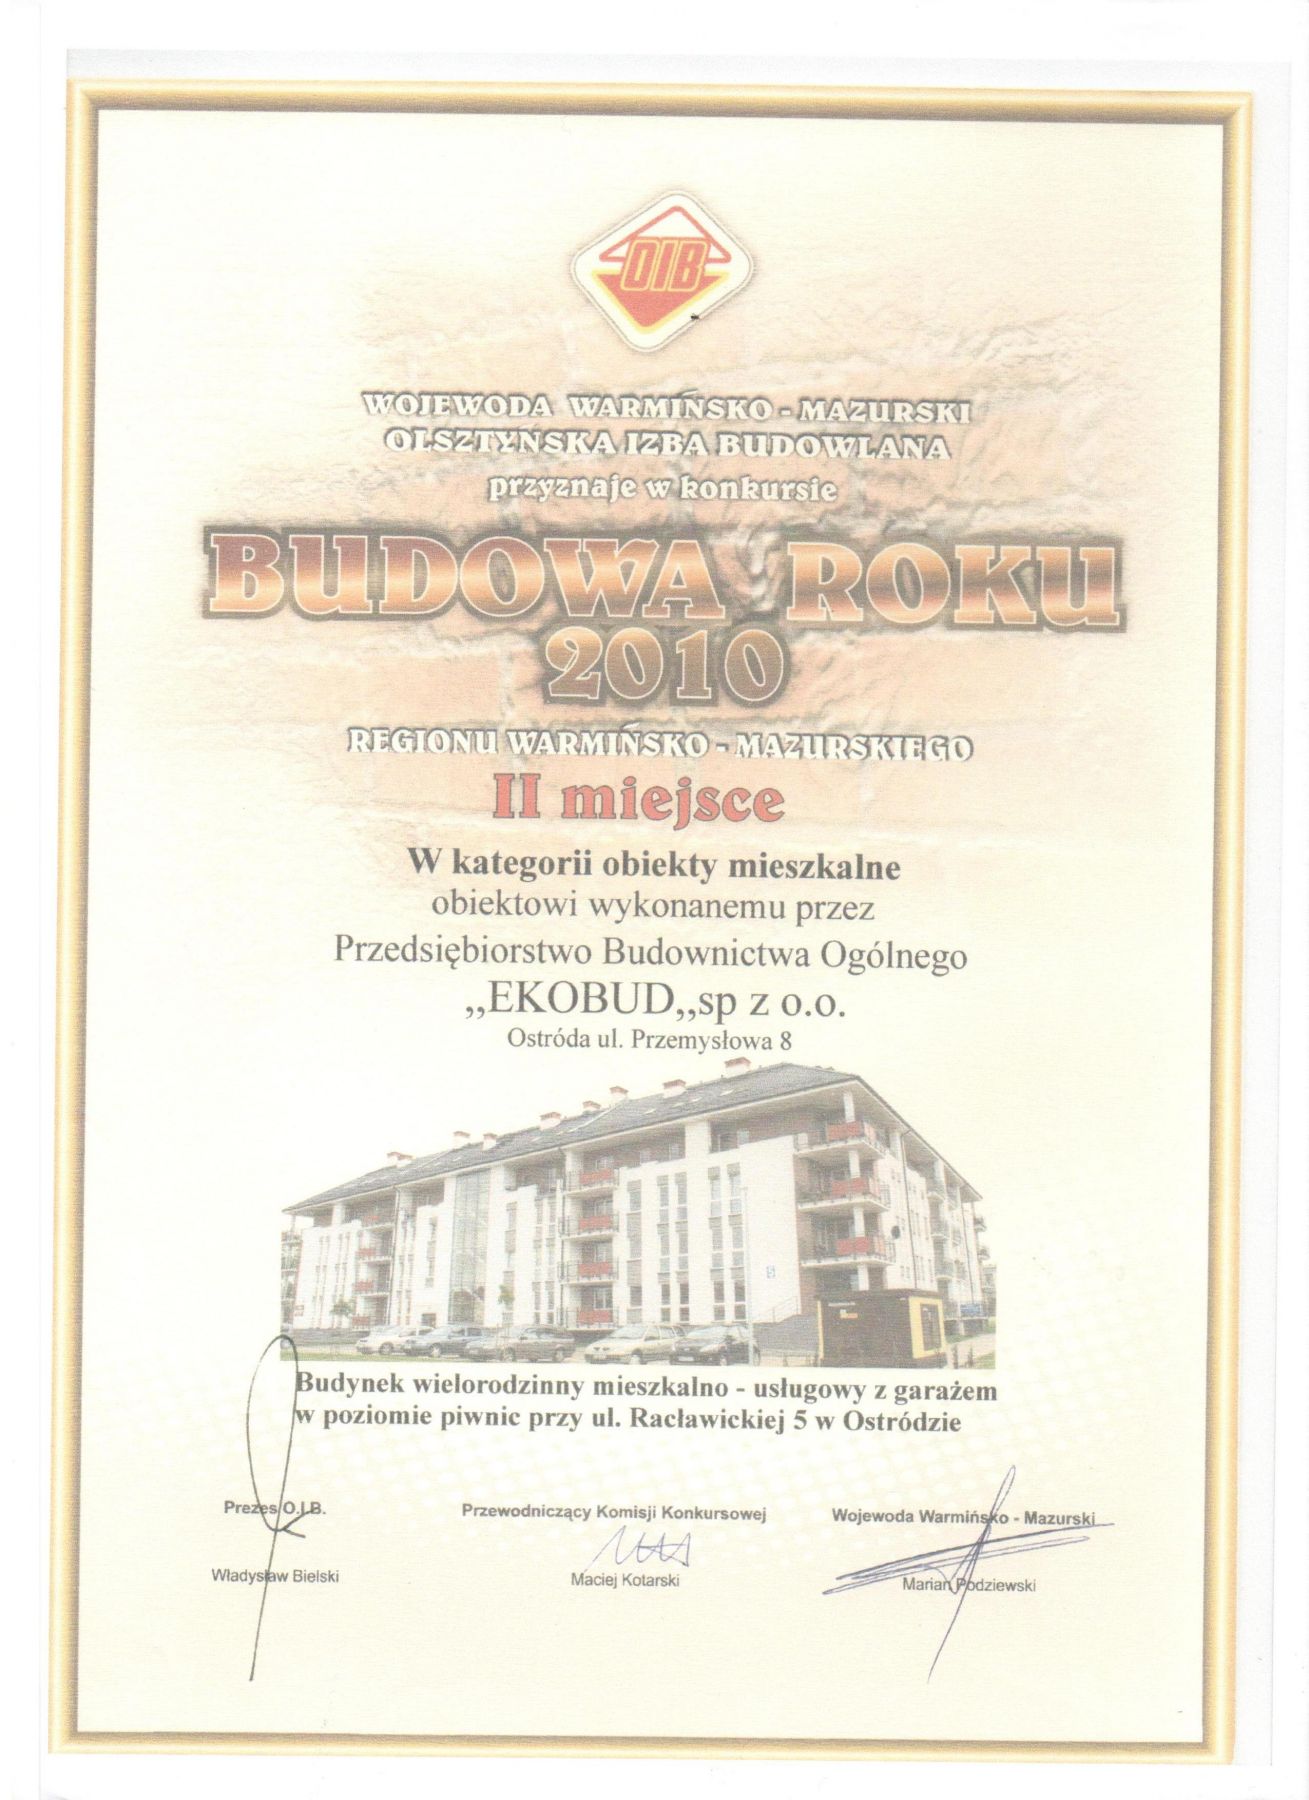 OIB
WOJEWODA WARMIŃSKO - MAZURSKI
OLSZTYŃSKA IZBA BUDOWLANA
przyznaje w konkursie
BUDOWA ROKU
2010
REGIONU WARMIŃSKO - MAZURSKIEGO
II miejsce
W kategorii obiekty mieszkalne
obiektowi wykonanemu przez
Przedsiębiorstwo Budownictwa Ogólnego
,,EKOBUD,,sp z o.o.
Ostróda ul. Przemysłowa 8
5
Budynek wielorodzinny mieszkalno - usługowy z garażem
w poziomie piwnic przy ul. Racławickiej 5 w Ostródzie
Prezes O.I.B. Przewodniczący Komisji Konkursowej Wojewoda Warmińsko - Mazurski
Władysław Bielski Maciej Kotarski Marian Podziewski